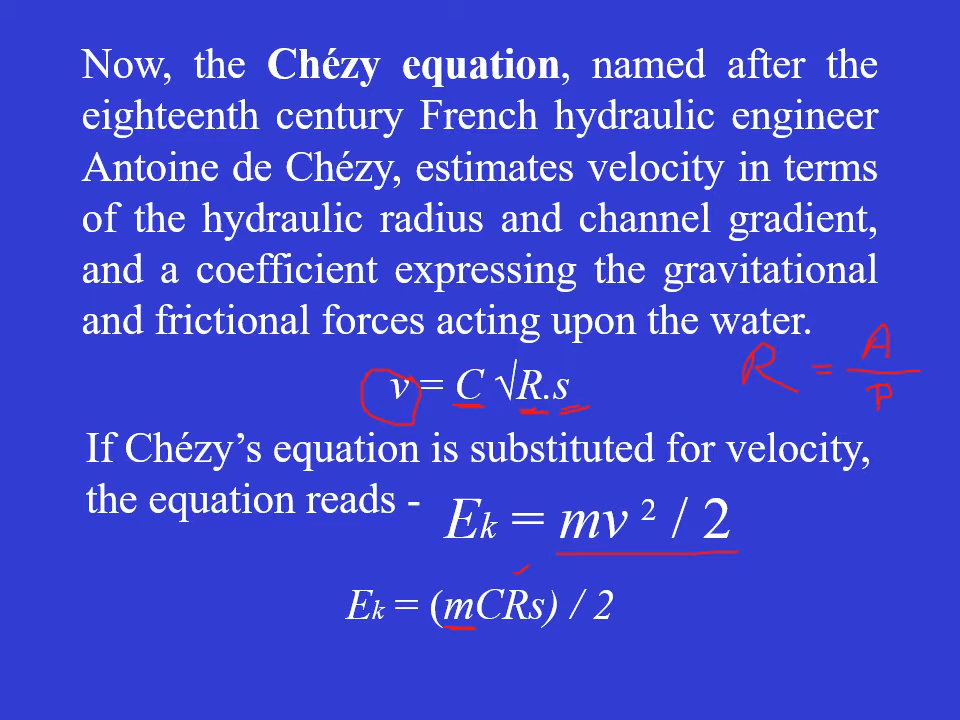 Now, the Chézy equation, named after the
eighteenth century French hydraulic engineer
Antoine de Chézy, estimates velocity in terms
of the hydraulic radius and channel gradient,
and a coefficient expressing the gravitational
and frictional forces acting upon the water.
R = A / P
v = C √R.s
If Chézy’s equation is substituted for velocity,
the equation reads -
Ek = mv 2 / 2
Ek = (mCRs) / 2